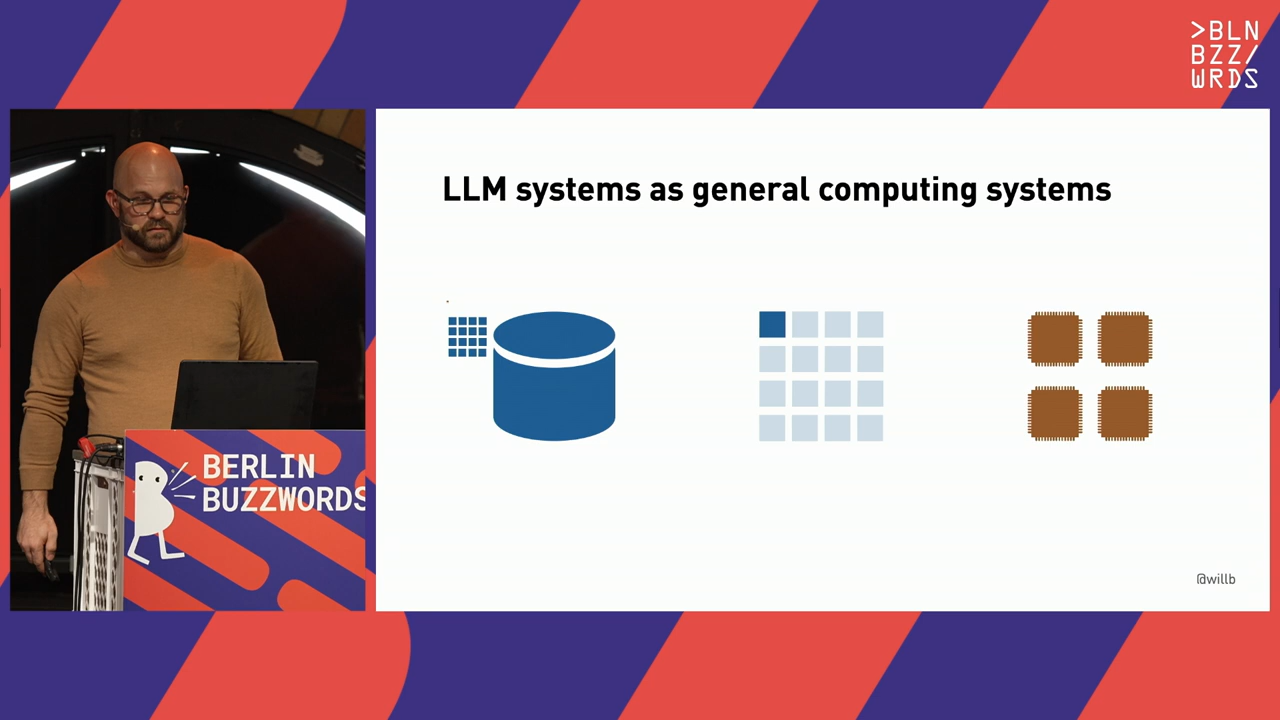 >BLN
BZZ/
WRDS
LLM systems as general computing systems
BERLIN
BUZZWORDS
@willb